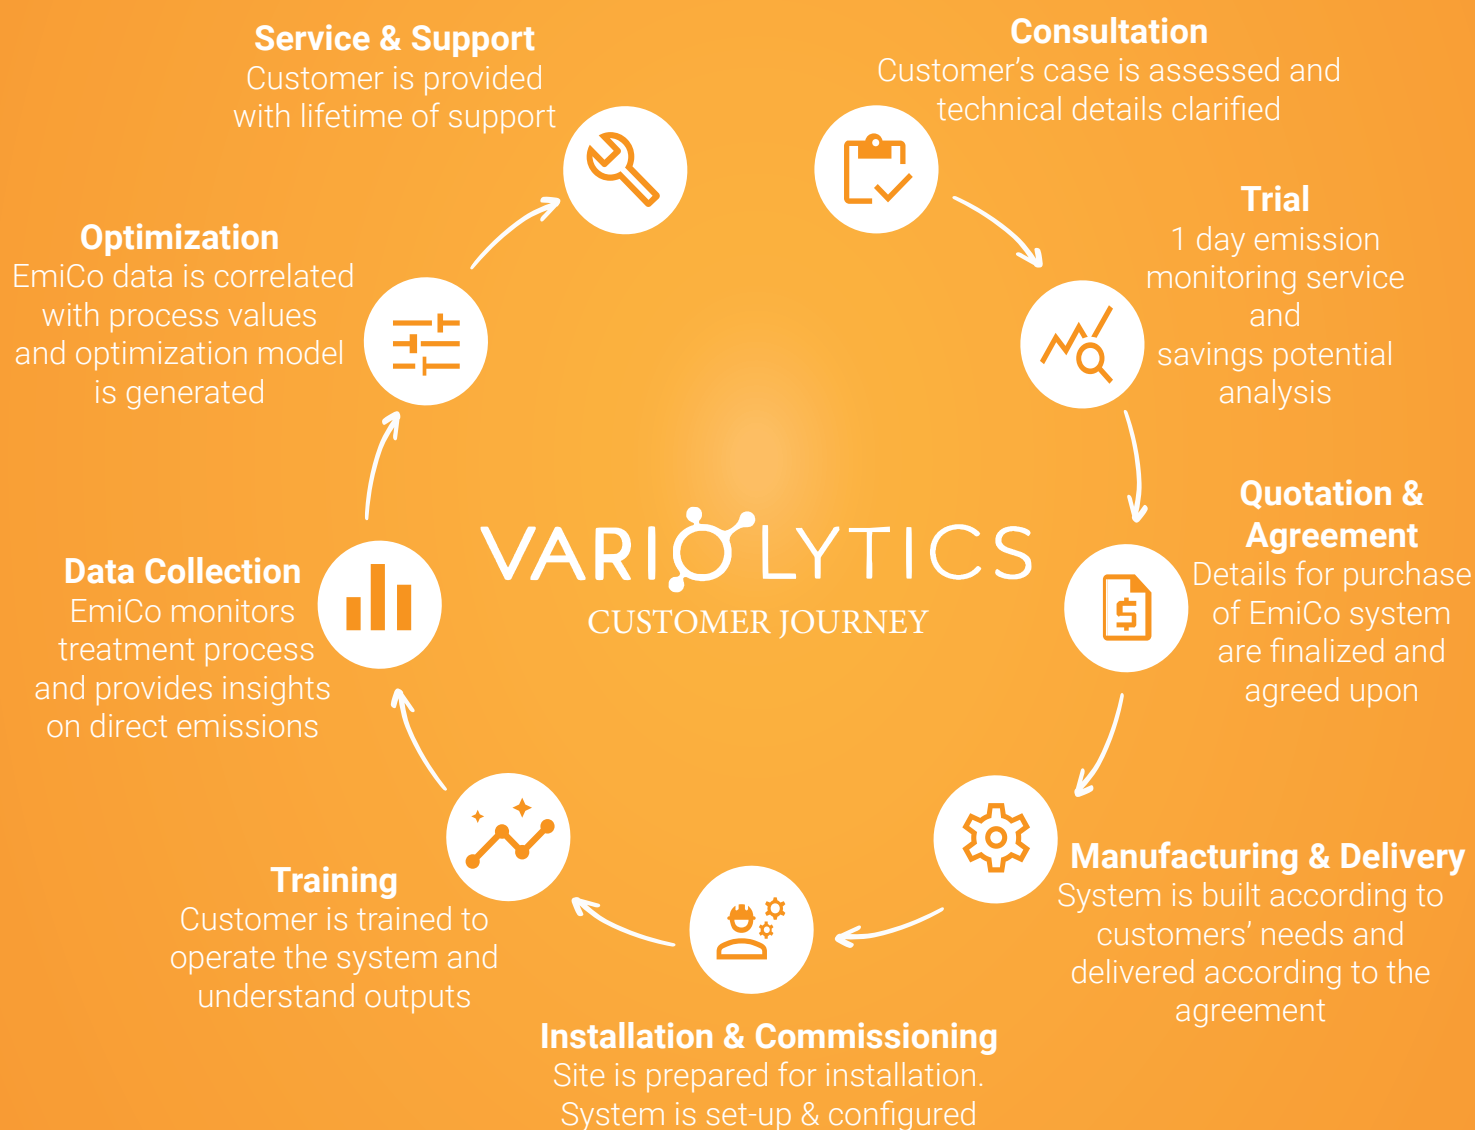 Service & Support
Customer is provided
with lifetime of support
Consultation
Customer's case is assessed and
technical details clarified
Trial
1 day emission
monitoring service
and
savings potential
analysis
Optimization
EmiCo data is correlated
with process values
and optimization model
is generated
Quotation &
Agreement
Details for purchase
of EmiCo system
are finalized and
agreed upon
VARIOLYTICS
CUSTOMER JOURNEY
Data Collection
EmiCo monitors
treatment process
and provides insights
on direct emissions
Manufacturing & Delivery
System is built according to
customers' needs and
delivered according to the
agreement
Training
Customer is trained to
operate the system and
understand outputs
Installation & Commissioning
Site is prepared for installation.
System is set-up & configured